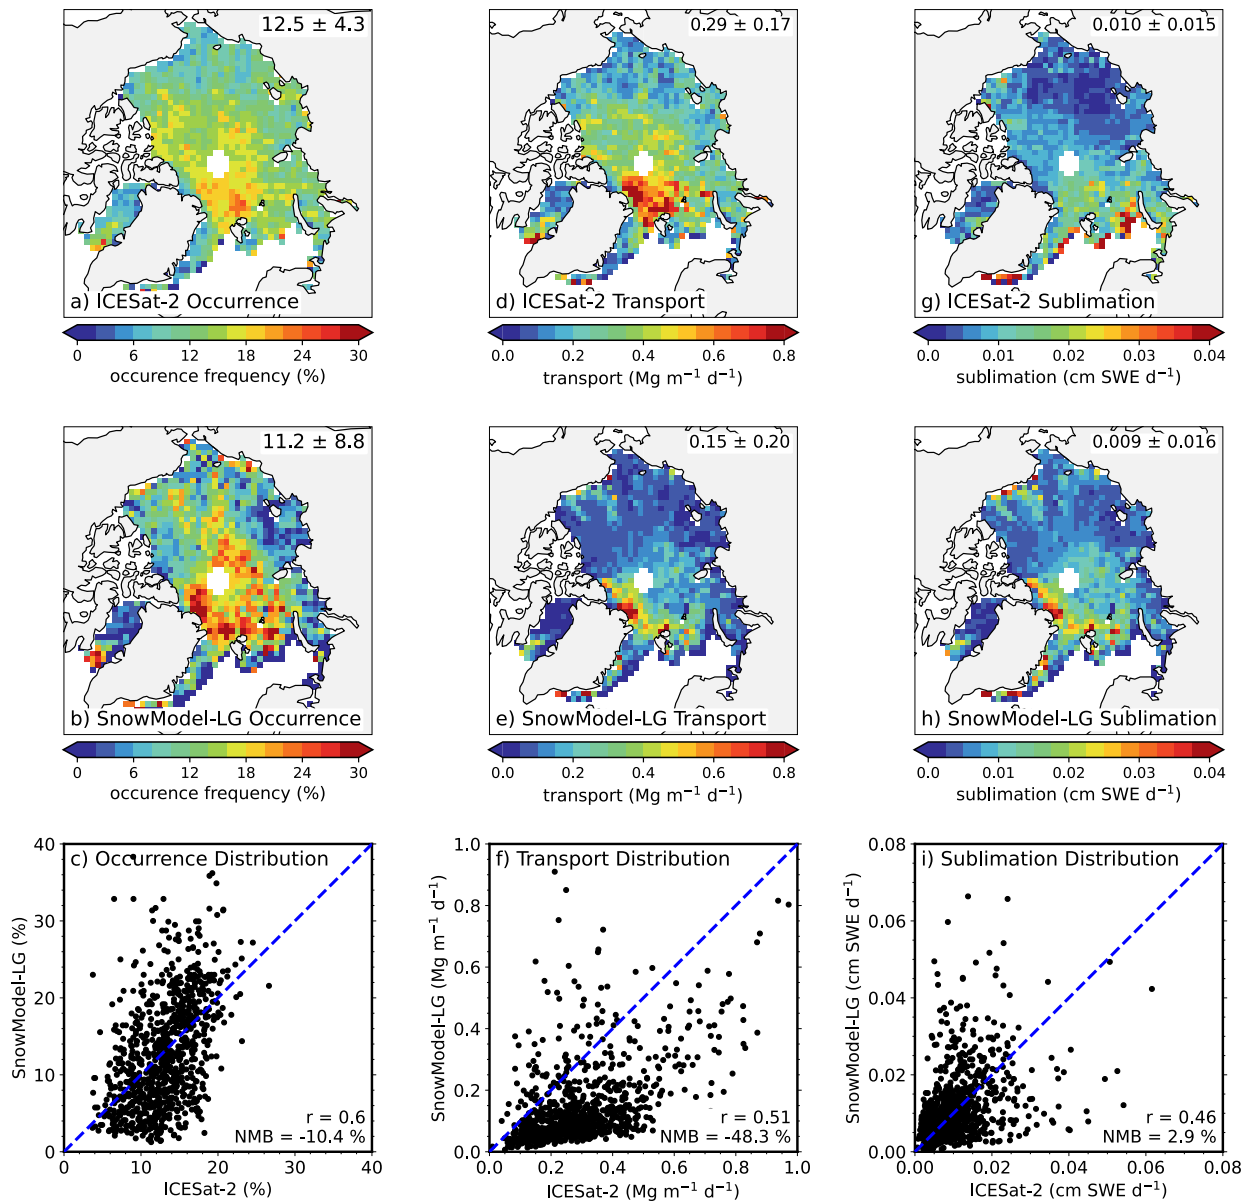 12.5 ± 4.3
a) ICESat-2 Occurrence
0 6 12 18 24 30
occurence frequency (%)
0.29 ± 0.17
d) ICESat-2 Transport
0.0 0.2 0.4 0.6 0.8
transport (Mg m⁻¹ d⁻¹)
0.010 ± 0.015
g) ICESat-2 Sublimation
0.0 0.01 0.02 0.03 0.04
sublimation (cm SWE d⁻¹)
11.2 ± 8.8
b) SnowModel-LG Occurrence
0 6 12 18 24 30
occurence frequency (%)
0.15 ± 0.20
e) SnowModel-LG Transport
0.0 0.2 0.4 0.6 0.8
transport (Mg m⁻¹ d⁻¹)
0.009 ± 0.016
h) SnowModel-LG Sublimation
0.0 0.01 0.02 0.03 0.04
sublimation (cm SWE d⁻¹)
c) Occurrence Distribution
SnowModel-LG (%)
40
30
20
10
0
r = 0.6
NMB = -10.4 %
0 10 20 30 40
ICESat-2 (%)
f) Transport Distribution
SnowModel-LG (Mg m⁻¹ d⁻¹)
1.0
0.8
0.6
0.4
0.2
0.0
r = 0.51
NMB = -48.3 %
0.0 0.2 0.4 0.6 0.8 1.0
ICESat-2 (Mg m⁻¹ d⁻¹)
i) Sublimation Distribution
SnowModel-LG (cm SWE d⁻¹)
0.08
0.06
0.04
0.02
0.00
r = 0.46
NMB = 2.9 %
0.00 0.02 0.04 0.06 0.08
ICESat-2 (cm SWE d⁻¹)